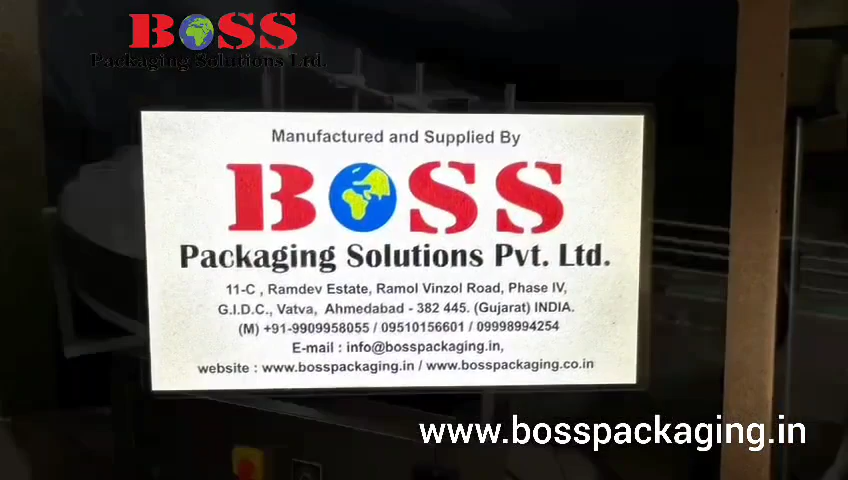 BOSS
Packaging Solutions Ltd.
Manufactured and Supplied By
BOSS
Packaging Solutions Pvt. Ltd.
11-C , Ramdev Estate, Ramol Vinzol Road, Phase IV,
G.I.D.C., Vatva, Ahmedabad - 382 445. (Gujarat) INDIA.
(M) +91-9909958055 / 09510156601 / 09998994254
E-mail : info@bosspackaging.in,
website : www.bosspackaging.in / www.bosspackaging.co.in
www.bosspackaging.in